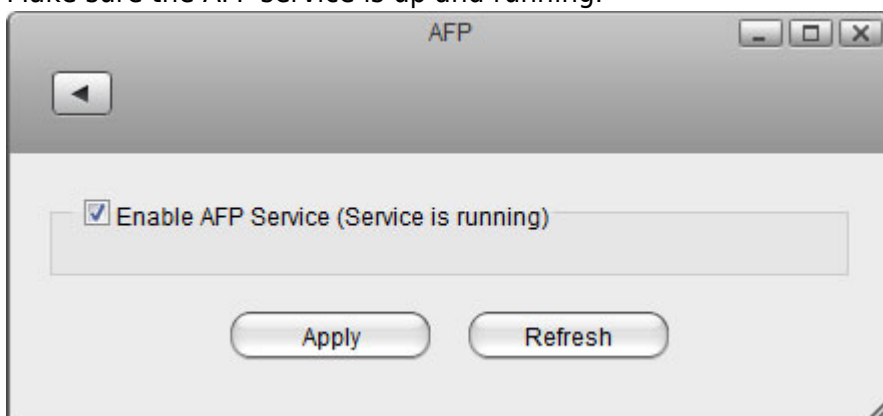 Make sure the AFP service is up and running.
AFP
Enable AFP Service (Service is running)
Apply
Refresh